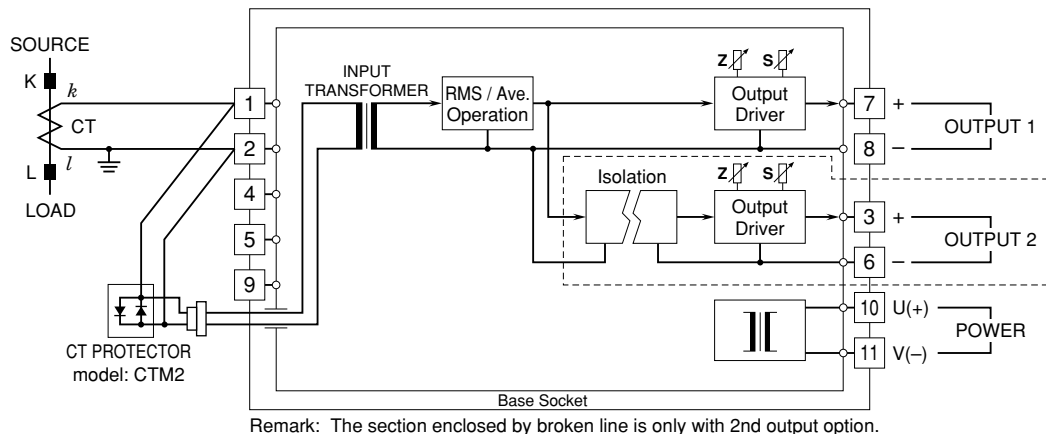 SOURCE
K
k
CT
l
L
LOAD
CT PROTECTOR
model: CTM2
1
2
4
5
9
INPUT
TRANSFORMER
RMS / Ave.
Operation
Z
S
Output
Driver
Isolation
Z
S
Output
Driver
7
+
8
–
OUTPUT 1
3
+
6
–
OUTPUT 2
10
U(+)
11
V(–)
POWER
Base Socket
Remark: The section enclosed by broken line is only with 2nd output option.